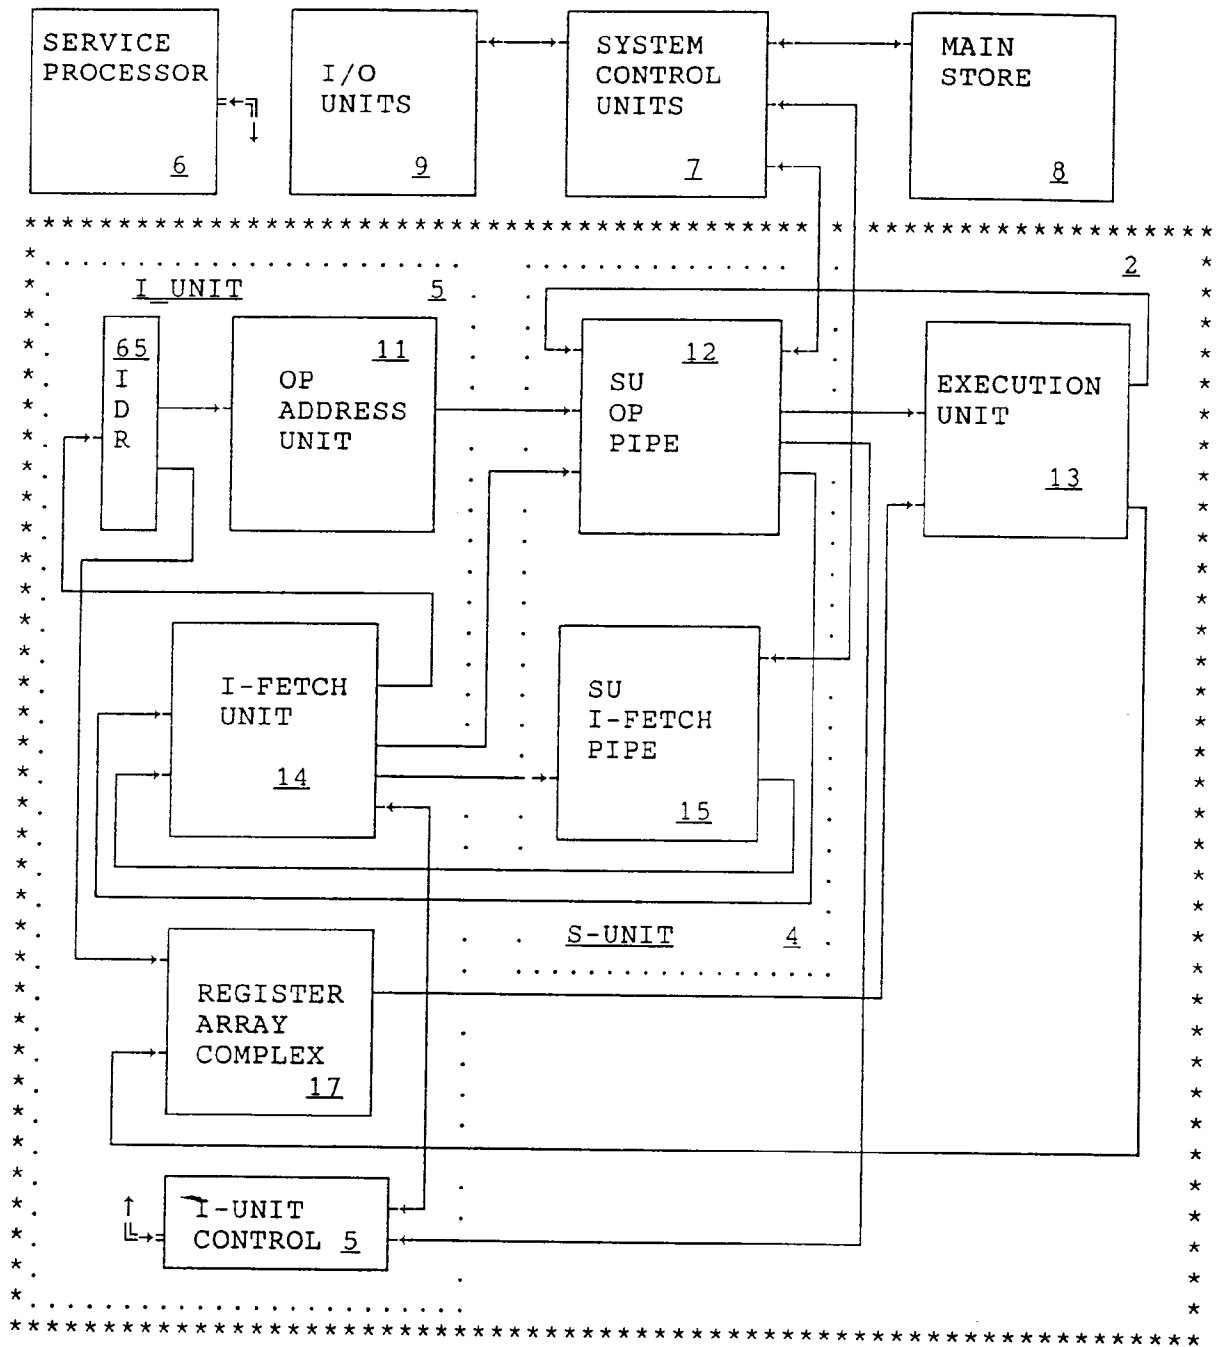 SERVICE
PROCESSOR
6
I/O
UNITS
9
SYSTEM
CONTROL
UNITS
7
MAIN
STORE
8
2
I_UNIT 5
65
I
D
R
11
OP
ADDRESS
UNIT
12
SU
OP
PIPE
EXECUTION
UNIT
13
I-FETCH
UNIT
14
SU
I-FETCH
PIPE
15
S-UNIT 4
REGISTER
ARRAY
COMPLEX
17
I-UNIT
CONTROL 5